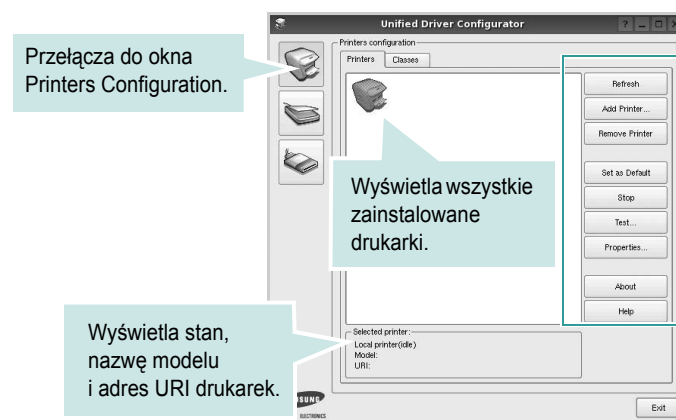 Unified Driver Configurator
Przełącza do okna
Printers Configuration.
Printers configuration
Printers Classes
Refresh
Add Printer...
Remove Printer
Set as Default
Stop
Test...
Properties...
About
Help
Wyświetla wszystkie
zainstalowane
drukarki.
Selected printer:
Local printer(idle)
Model:
URI:
Wyświetla stan,
nazwę modelu
i adres URI drukarek.
SUNG
ELECTRONICS
Exit